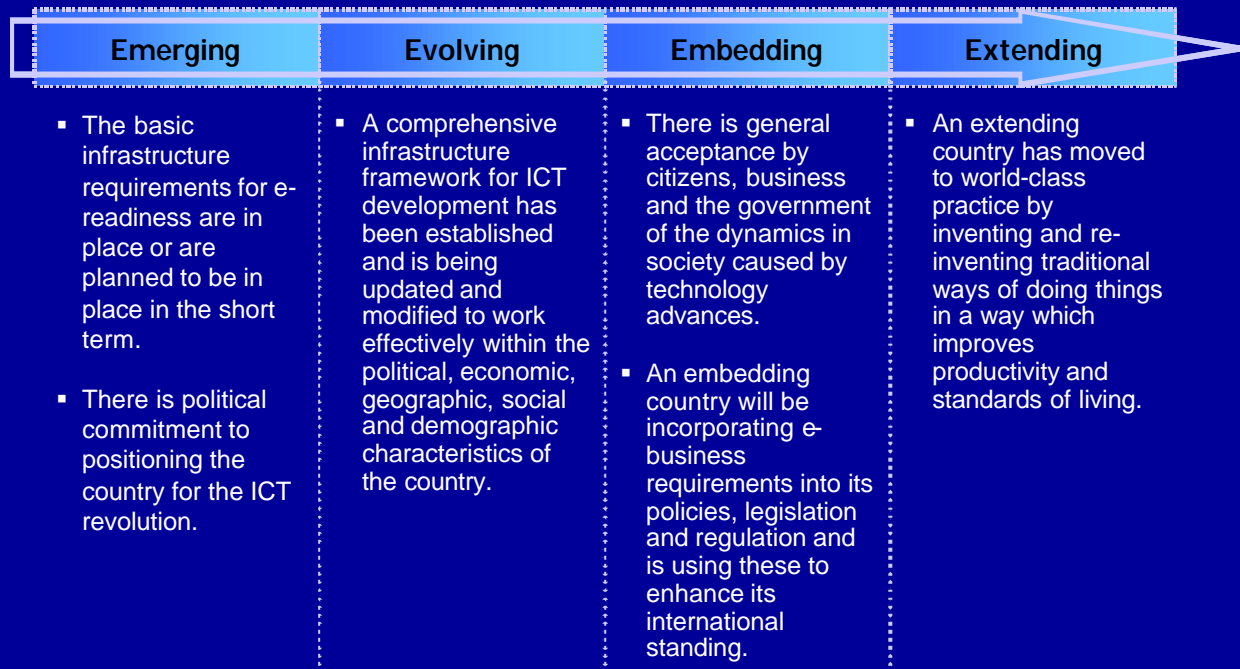 Emerging
Evolving
Embedding
Extending
▪ The basic
infrastructure
requirements for e-
readiness are in
place or are
planned to be in
place in the short
term.
▪ There is political
commitment to
positioning the
country for the ICT
revolution.
▪ A comprehensive
infrastructure
framework for ICT
development has
been established
and is being
updated and
modified to work
effectively within the
political, economic,
geographic, social
and demographic
characteristics of
the country.
▪ There is general
acceptance by
citizens, business
and the government
of the dynamics in
society caused by
technology
advances.
▪ An embedding
country will be
incorporating e-
business
requirements into its
policies, legislation
and regulation and
is using these to
enhance its
international
standing.
▪ An extending
country has moved
to world-class
practice by
inventing and re-
inventing traditional
ways of doing things
in a way which
improves
productivity and
standards of living.